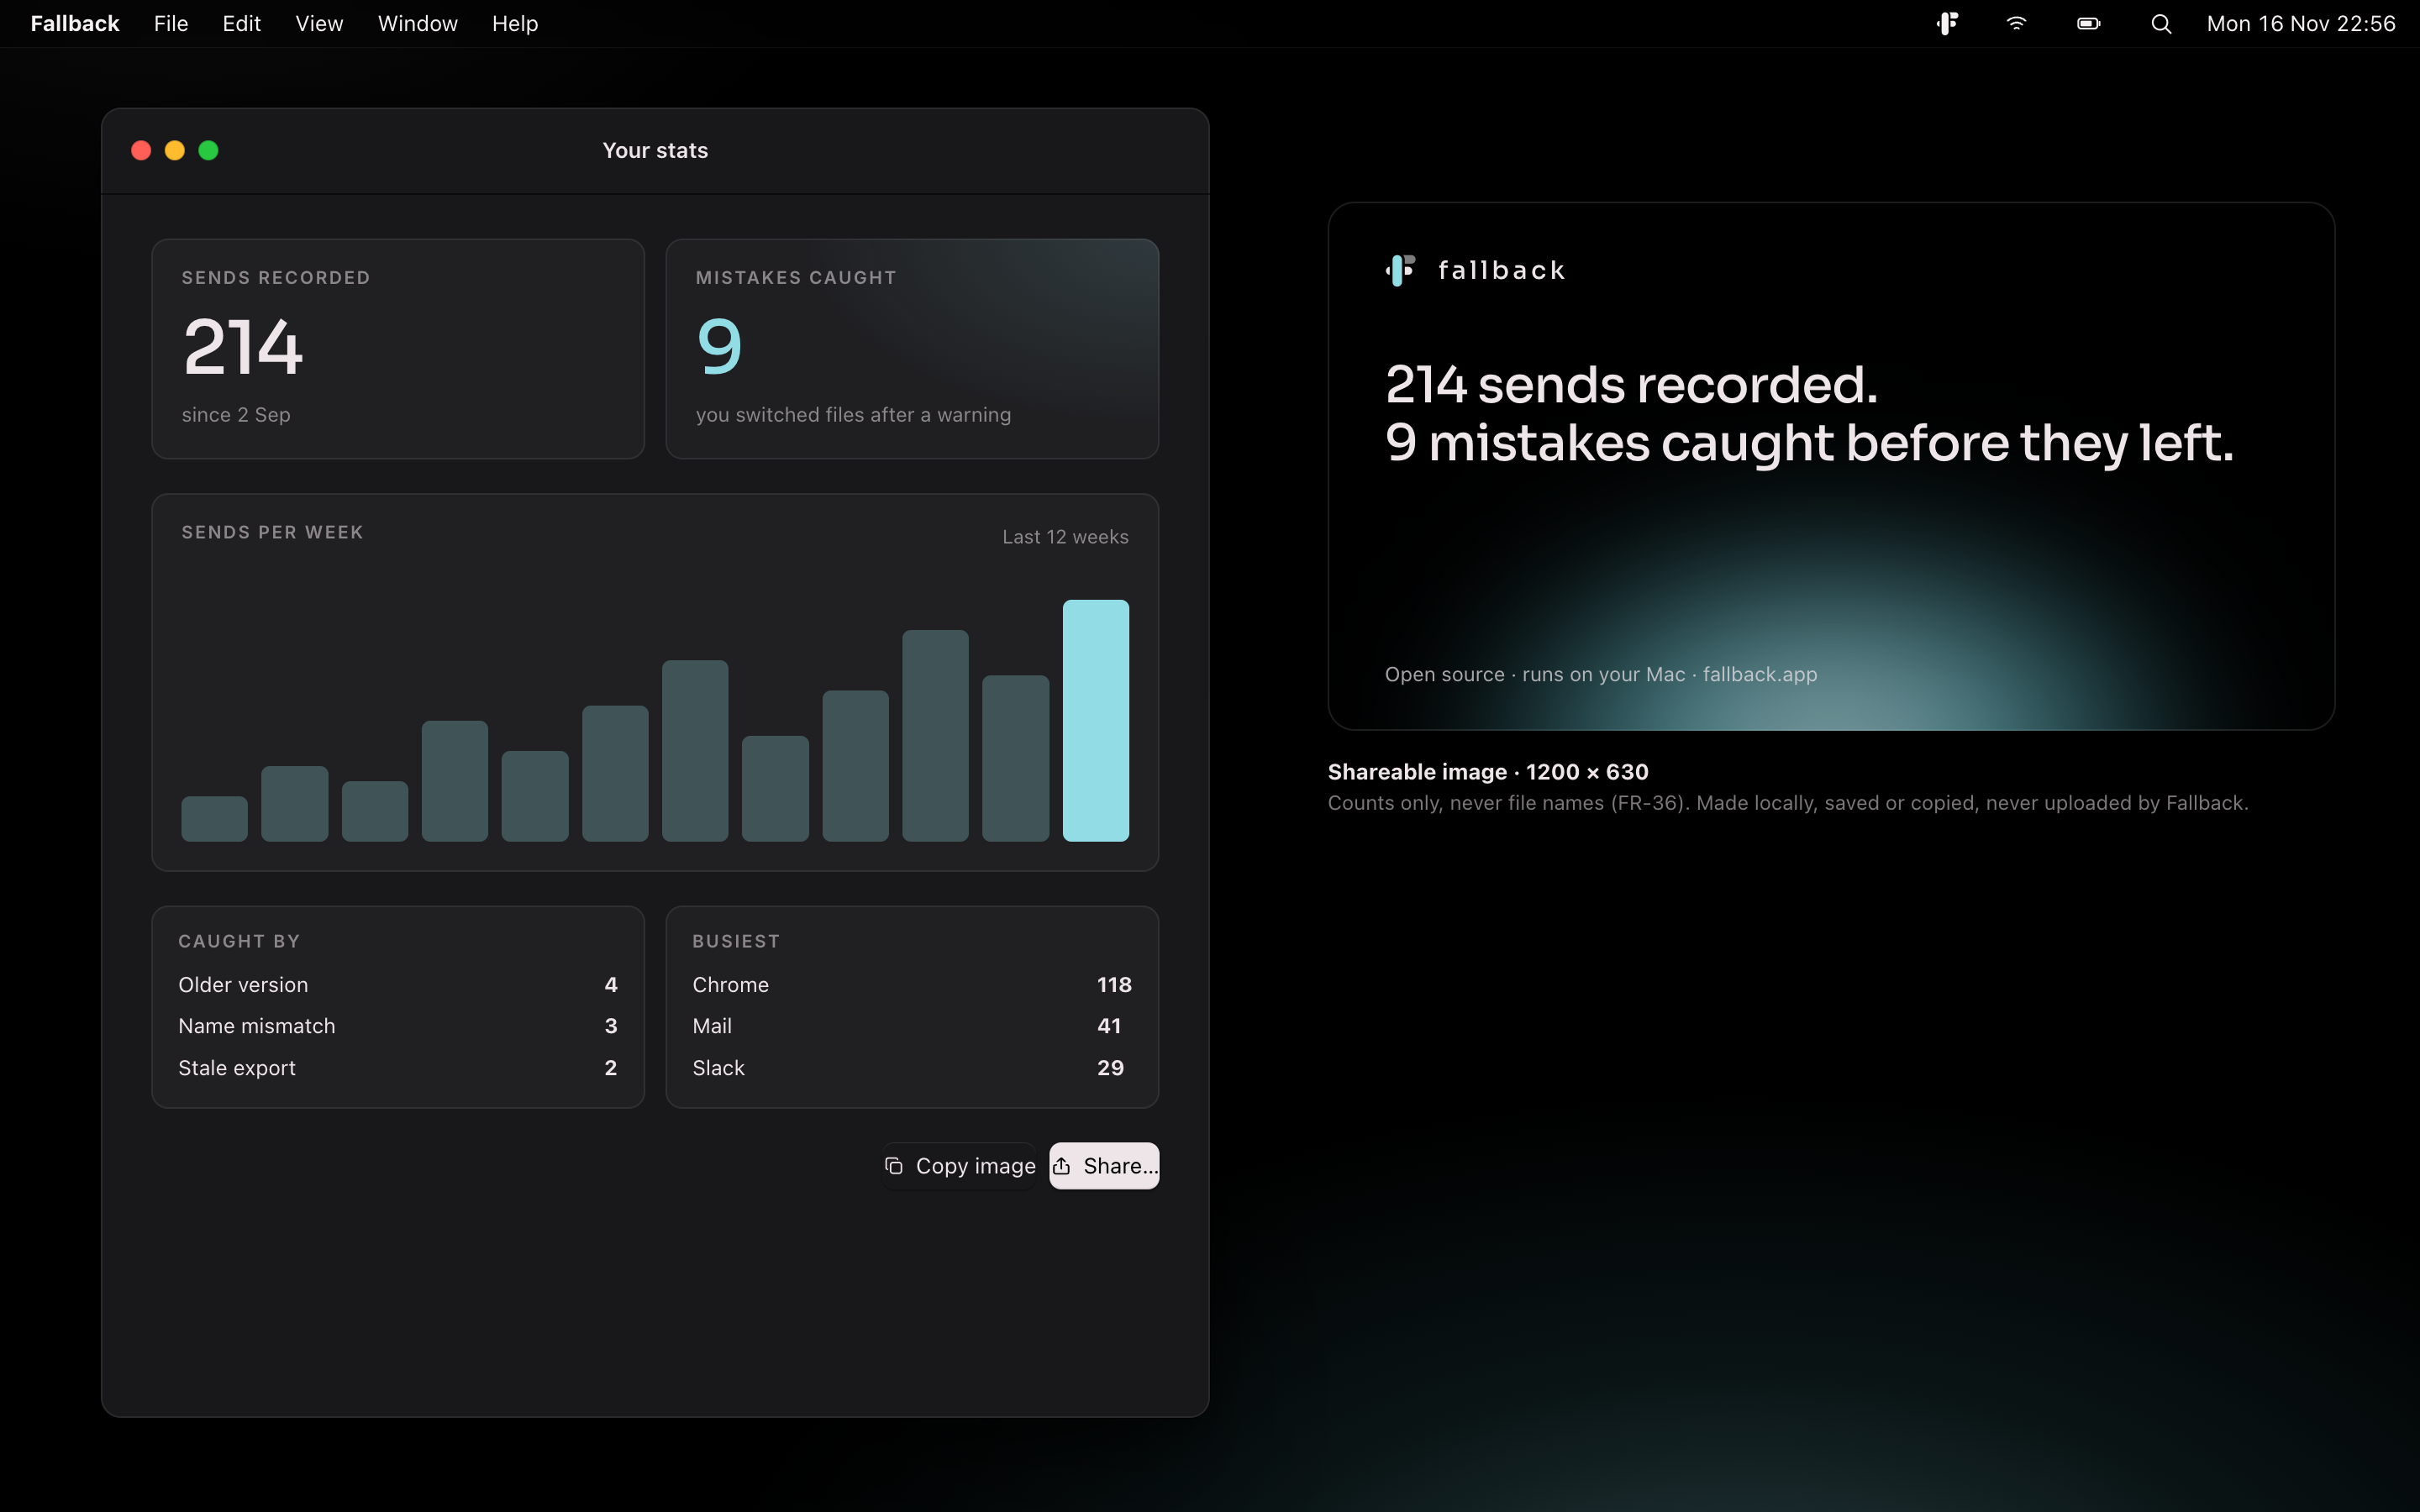 Fallback File Edit View Window Help
Mon 16 Nov 22:56
Your stats
SENDS RECORDED
214
since 2 Sep
MISTAKES CAUGHT
9
you switched files after a warning
SENDS PER WEEK
Last 12 weeks
CAUGHT BY
Older version 4
Name mismatch 3
Stale export 2
BUSIEST
Chrome 118
Mail 41
Slack 29
Copy image
Share...
fallback
214 sends recorded.
9 mistakes caught before they left.
Open source · runs on your Mac · fallback.app
Shareable image · 1200 × 630
Counts only, never file names (FR-36). Made locally, saved or copied, never uploaded by Fallback.